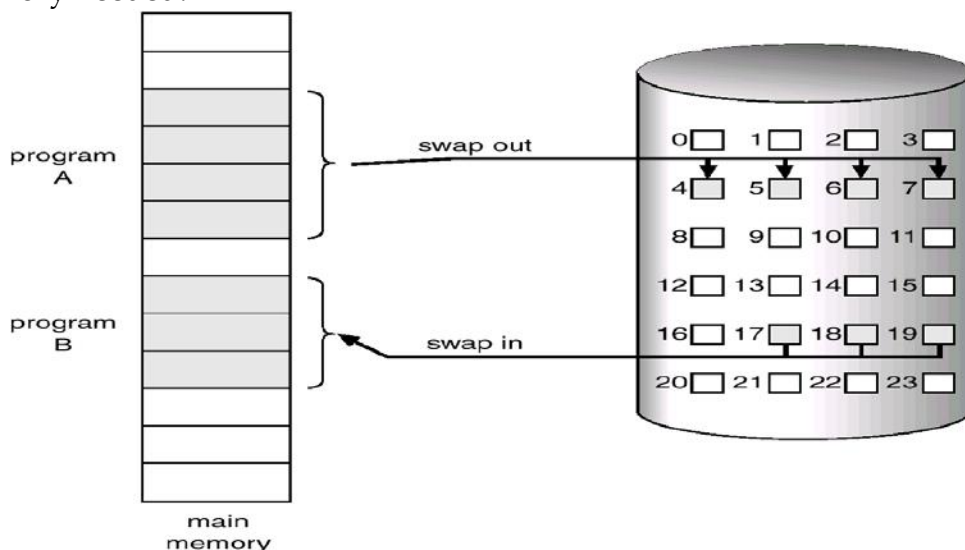 program
A
program
B
main
memory
swap out
swap in
0 1 2 3
4 5 6 7
8 9 10 11
12 13 14 15
16 17 18 19
20 21 22 23